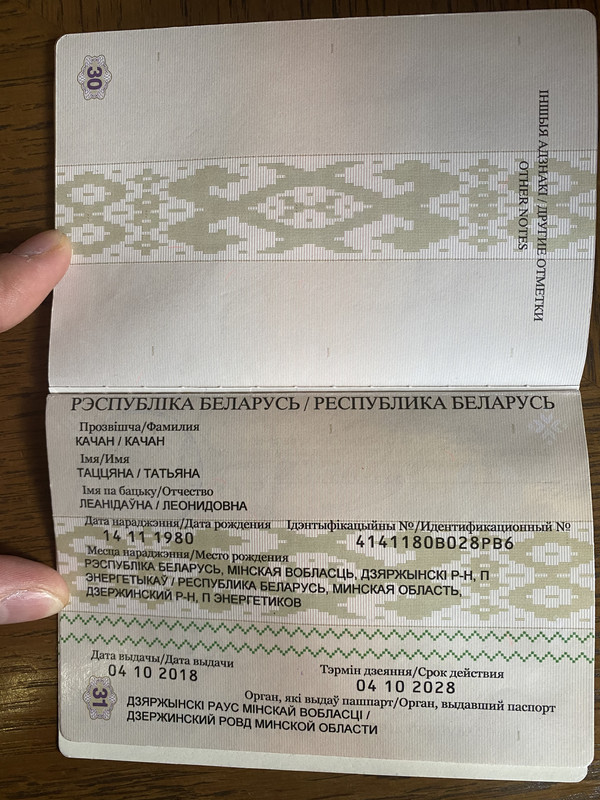 30
ІНШЫЯ АДЗНАКІ / ДРУГИЕ ОТМЕТКИ
OTHER NOTES
РЭСПУБЛІКА БЕЛАРУСЬ / РЕСПУБЛИКА БЕЛАРУСЬ
Прозвішча/Фамилия
КАЧАН / КАЧАН
Імя/Имя
ТАЦЦЯНА / ТАТЬЯНА
Імя па бацьку/Отчество
ЛЕАНІДАЎНА / ЛЕОНИДОВНА
Дата нараджэння/Дата рождения Ідэнтыфікацыйны №/Идентификационный №
14 11 1980 4141180B028PB6
Месца нараджэння/Место рождения
РЭСПУБЛІКА БЕЛАРУСЬ, МІНСКАЯ ВОБЛАСЦЬ, ДЗЯРЖЫНСКІ Р-Н, П
ЭНЕРГЕТЫКАЎ / РЕСПУБЛИКА БЕЛАРУСЬ, МИНСКАЯ ОБЛАСТЬ,
ДЗЕРЖИНСКИЙ Р-Н, П ЭНЕРГЕТИКОВ
Дата выдачы/Дата выдачи Тэрмін дзеяння/Срок действия
04 10 2018 04 10 2028
Орган, які выдаў пашпарт/Орган, выдавший паспорт
31
ДЗЯРЖЫНСКІ РАУС МІНСКАЙ ВОБЛАСЦІ /
ДЗЕРЖИНСКИЙ РОВД МИНСКОЙ ОБЛАСТИ